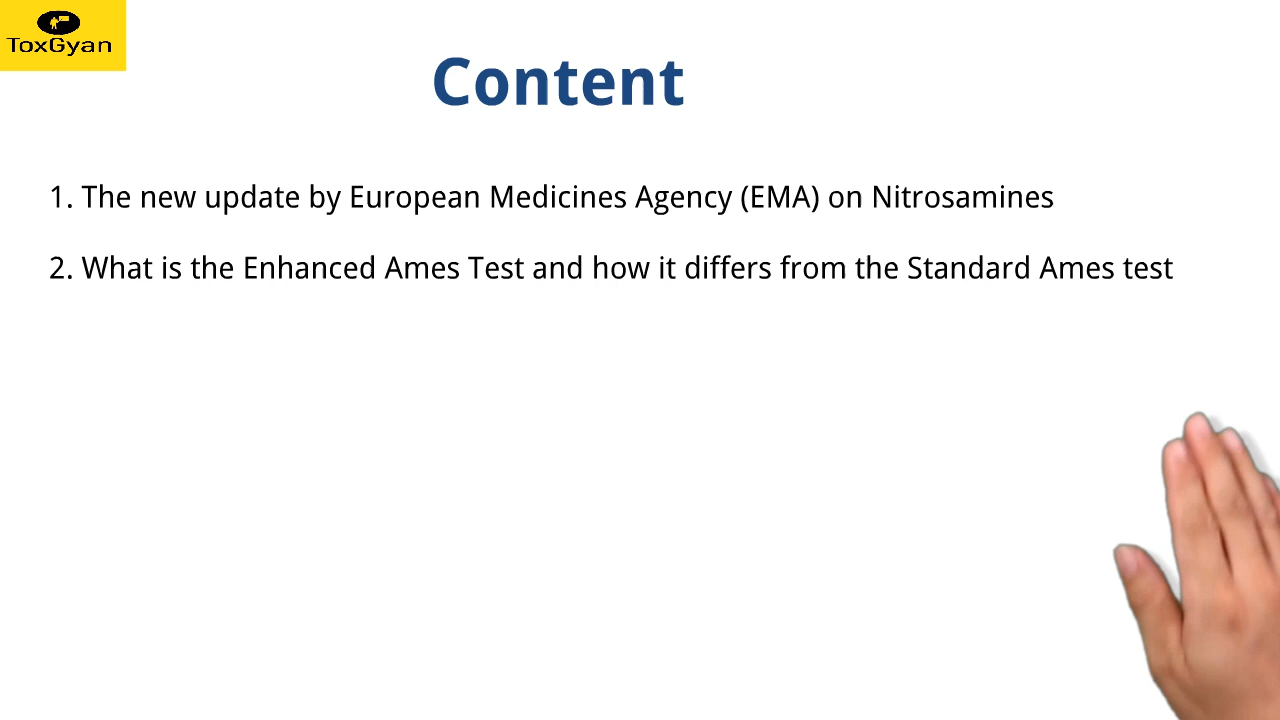 ToxGyan
Content
1. The new update by European Medicines Agency (EMA) on Nitrosamines
2. What is the Enhanced Ames Test and how it differs from the Standard Ames test